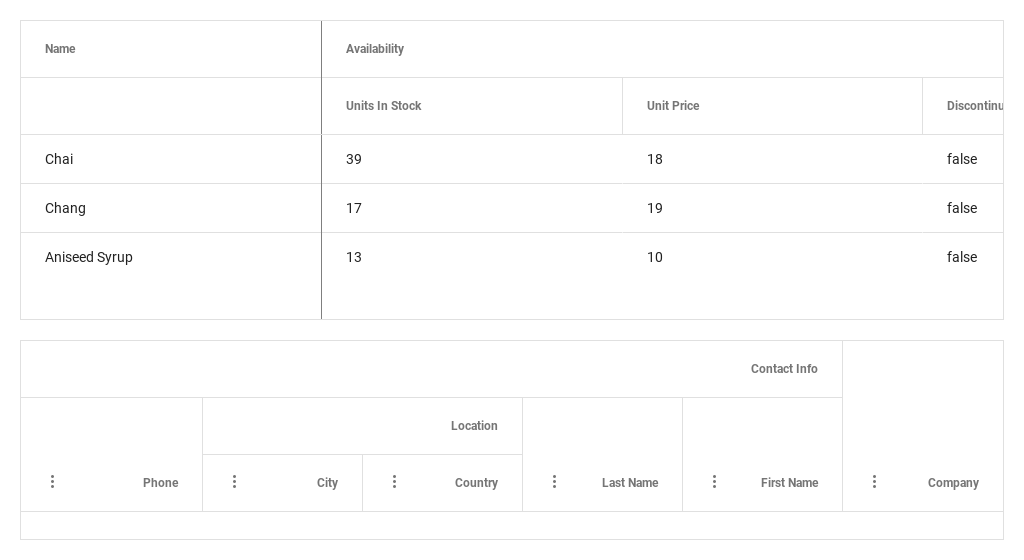 Name Availability
Units In Stock Unit Price Discontinu
Chai 39 18 false
Chang 17 19 false
Aniseed Syrup 13 10 false
Contact Info
Location
Phone City Country Last Name First Name Company